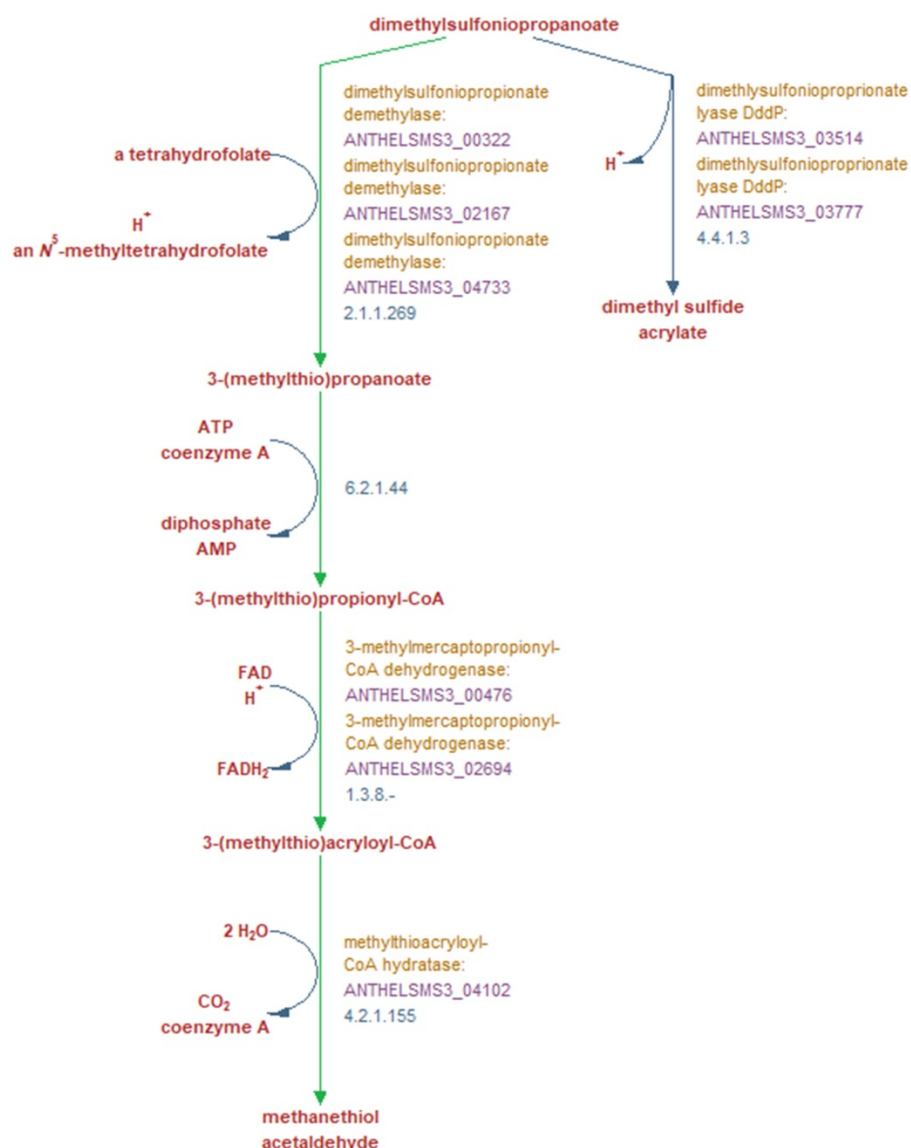 dimethylsulfoniopropanoate
dimethylsulfoniopropionate
demethylase:
ANTHELSMS3_00322
dimethylsulfoniopropionate
demethylase:
ANTHELSMS3_02167
dimethylsulfoniopropionate
demethylase:
ANTHELSMS3_04733
2.1.1.269
a tetrahydrofolate
H⁺
an N⁵-methyltetrahydrofolate
dimethlysulfonioproprionate
lyase DddP:
ANTHELSMS3_03514
dimethlysulfonioproprionate
lyase DddP:
ANTHELSMS3_03777
4.4.1.3
H⁺
dimethyl sulfide
acrylate
3-(methylthio)propanoate
ATP
coenzyme A
6.2.1.44
diphosphate
AMP
3-(methylthio)propionyl-CoA
FAD
H⁺
FADH₂
3-methylmercaptopropionyl-
CoA dehydrogenase:
ANTHELSMS3_00476
3-methylmercaptopropionyl-
CoA dehydrogenase:
ANTHELSMS3_02694
1.3.8.-
3-(methylthio)acryloyl-CoA
2 H₂O
CO₂
coenzyme A
methylthioacryloyl-
CoA hydratase:
ANTHELSMS3_04102
4.2.1.155
methanethiol
acetaldehyde